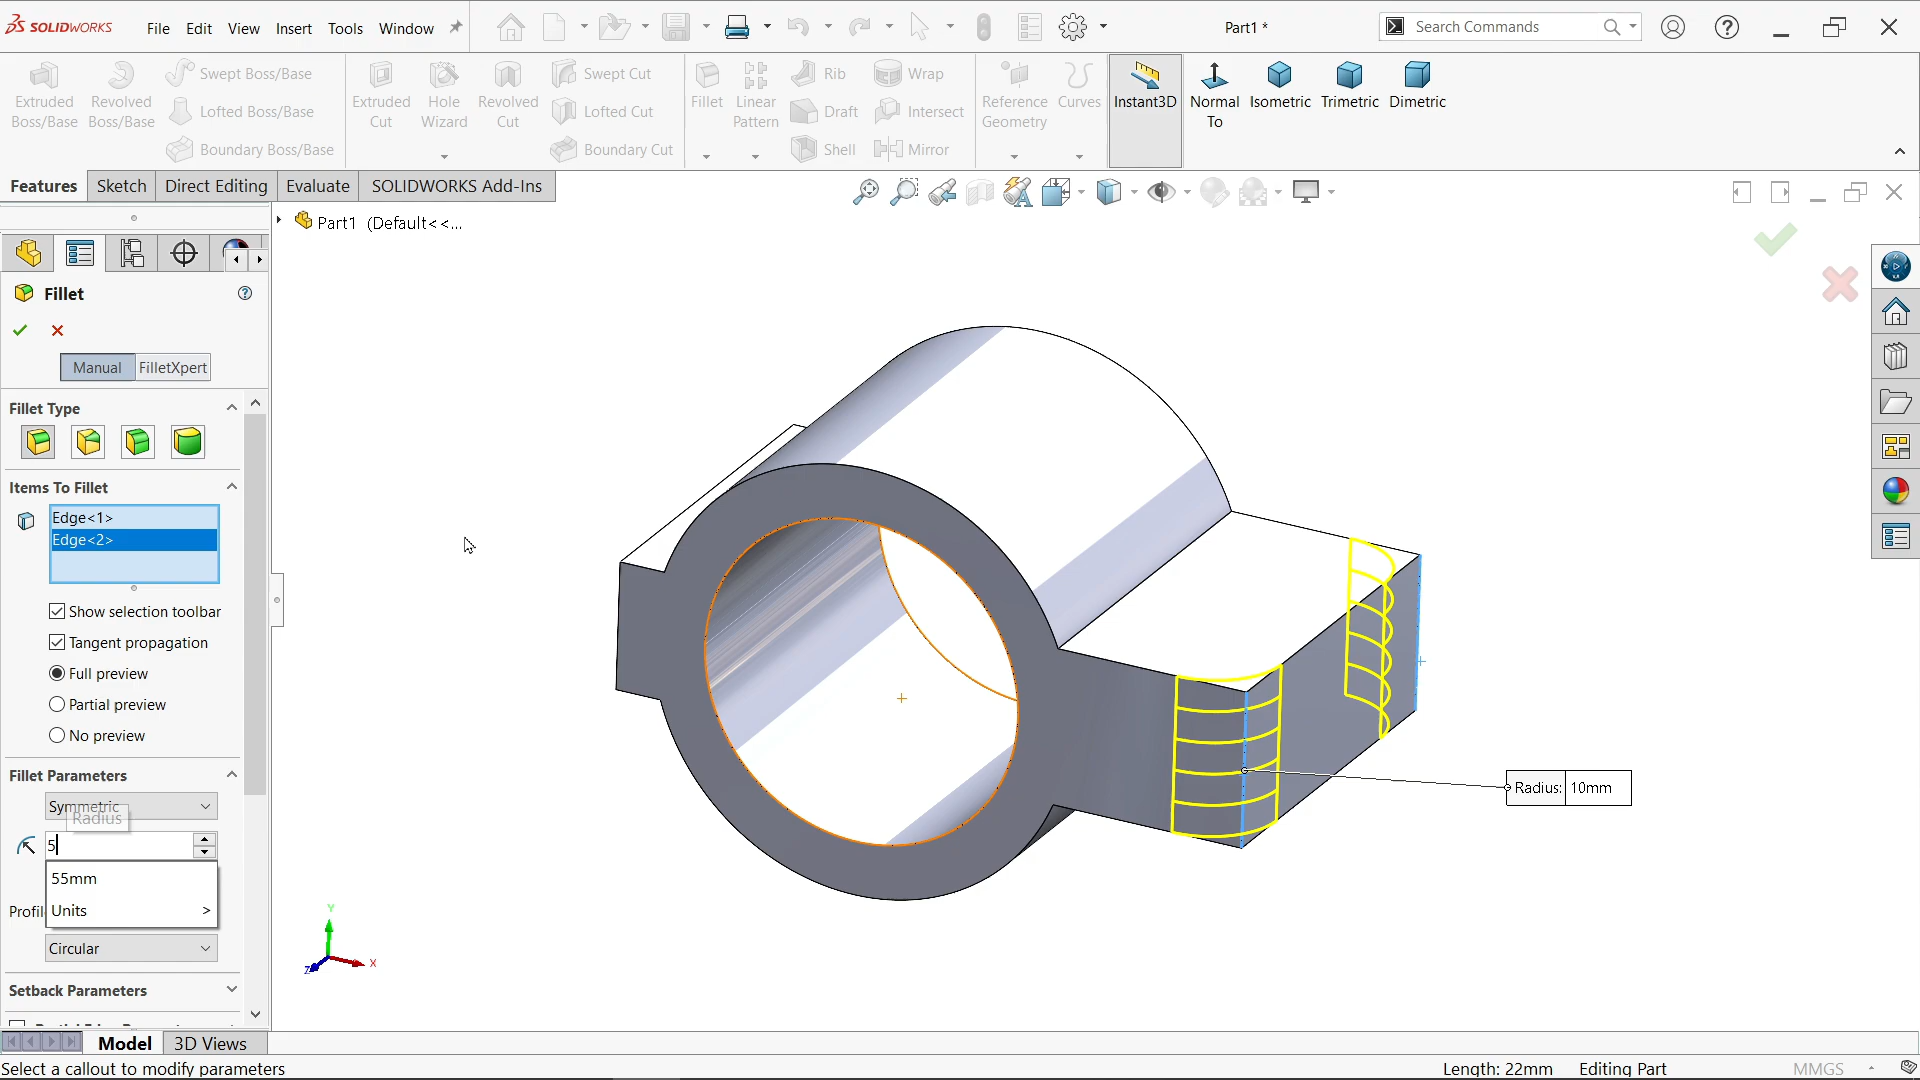 SOLIDWORKS File Edit View Insert Tools Window Part1 * Search Commands
Extruded Boss/Base
Revolved Boss/Base
Swept Boss/Base
Lofted Boss/Base
Boundary Boss/Base
Extruded Cut
Hole Wizard
Revolved Cut
Swept Cut
Lofted Cut
Boundary Cut
Fillet
Linear Pattern
Rib
Draft
Shell
Wrap
Intersect
Mirror
Reference Geometry
Curves
Instant3D
Normal To
Isometric
Trimetric
Dimetric
Features Sketch Direct Editing Evaluate SOLIDWORKS Add-Ins
Part1 (Default<<...
Fillet
Manual FilletXpert
Fillet Type
Items To Fillet
Edge<1>
Edge<2>
Show selection toolbar
Tangent propagation
Full preview
Partial preview
No preview
Fillet Parameters
Symmetric
Radius
5
55mm
Units >
Profil
Circular
Setback Parameters
Radius: 10mm
Y
X
Z
Model 3D Views
Select a callout to modify parameters Length: 22mm Editing Part MMGS